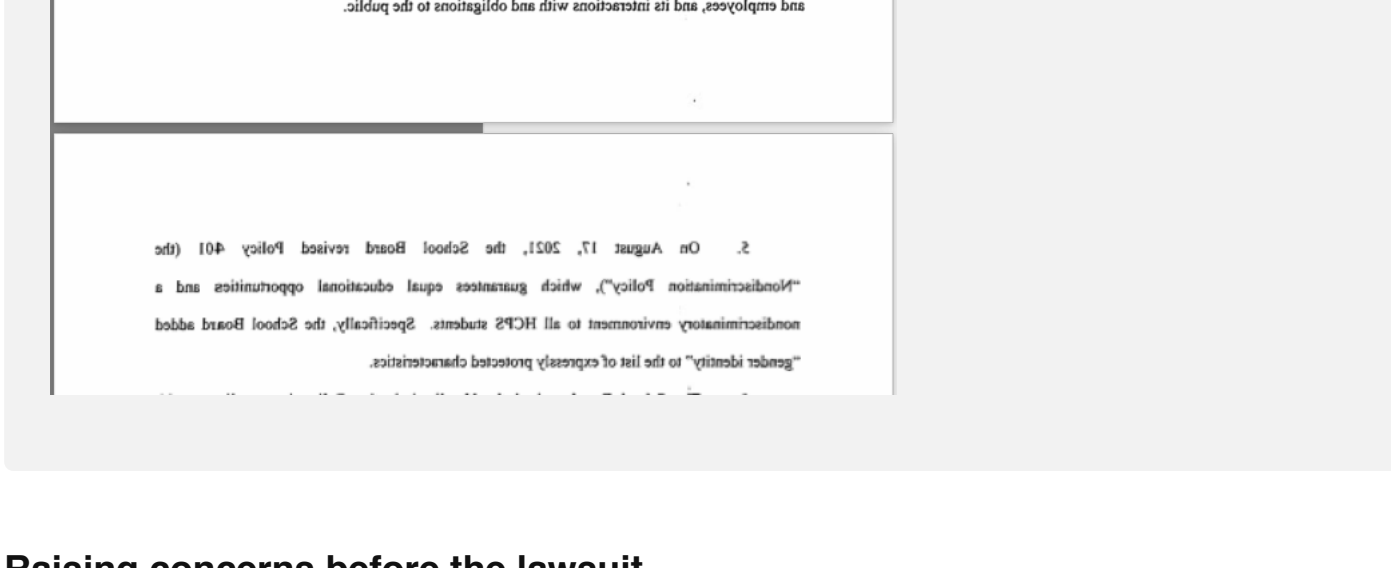 and employees, and its interactions with and obligations to the public.
5. On August 17, 2021, the School Board revised Policy 401 (the
“Nondiscrimination Policy”), which guarantees equal educational opportunities and a
nondiscriminatory environment to all HCPS students. Specifically, the School Board added
“gender identity” to the list of expressly protected characteristics.
Raising concerns before the lawsuit